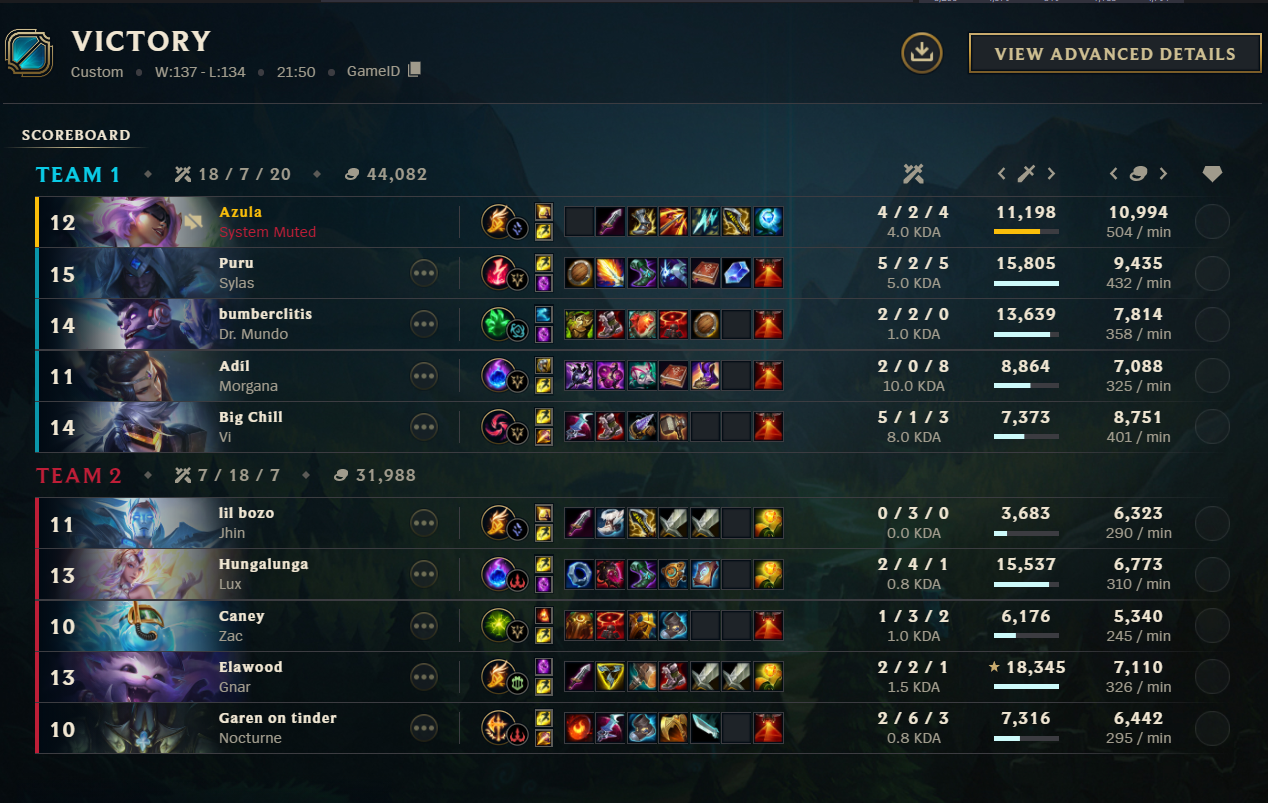 VICTORY
Custom • W:137 - L:134 • 21:50 • GameID
VIEW ADVANCED DETAILS
SCOREBOARD
TEAM 1 18 / 7 / 20 44,082
12 Azula 4 / 2 / 4 11,198 10,994
System Muted 4.0 KDA 504 / min
15 Puru 5 / 2 / 5 15,805 9,435
Sylas 5.0 KDA 432 / min
14 bumberclitis 2 / 2 / 0 13,639 7,814
Dr. Mundo 1.0 KDA 358 / min
11 Adil 2 / 0 / 8 8,864 7,088
Morgana 10.0 KDA 325 / min
14 Big Chill 5 / 1 / 3 7,373 8,751
Vi 8.0 KDA 401 / min
TEAM 2 7 / 18 / 7 31,988
11 lil bozo 0 / 3 / 0 3,683 6,323
Jhin 0.0 KDA 290 / min
13 Hungalunga 2 / 4 / 1 15,537 6,773
Lux 0.8 KDA 310 / min
10 Caney 1 / 3 / 2 6,176 5,340
Zac 1.0 KDA 245 / min
13 Elawood 2 / 2 / 1 18,345 7,110
Gnar 1.5 KDA 326 / min
10 Garen on tinder 2 / 6 / 3 7,316 6,442
Nocturne 0.8 KDA 295 / min